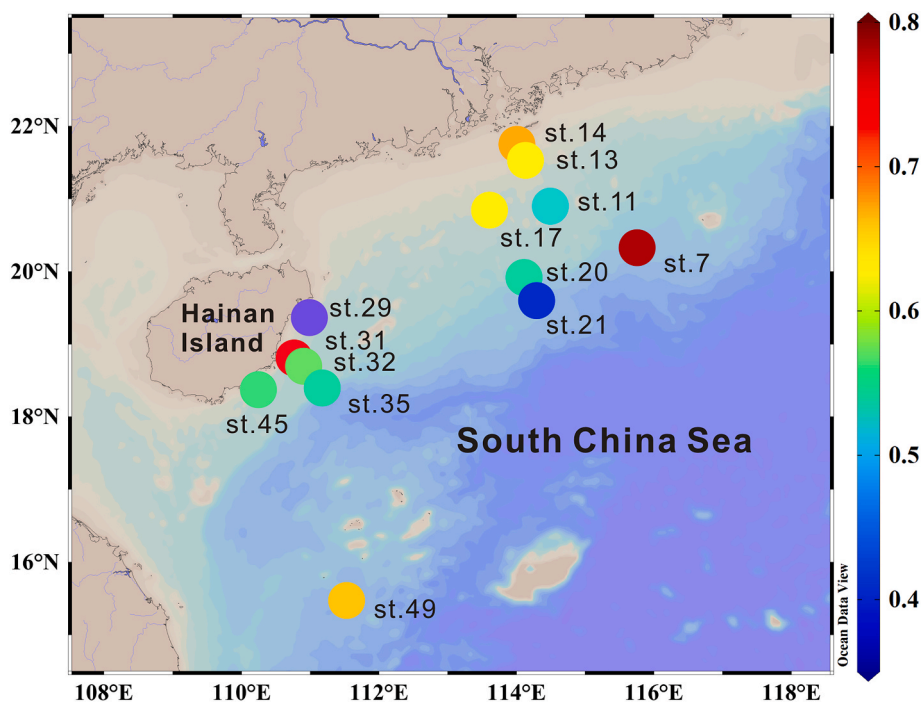 0.8
22°N
st.14
st.13
st.11
0.7
st.17
st.7
20°N
st.20
st.21
Hainan
Island
st.29
st.31
st.32
0.6
18°N
st.45
st.35
South China Sea
0.5
16°N
st.49
0.4
Ocean Data View
108°E
110°E
112°E
114°E
116°E
118°E